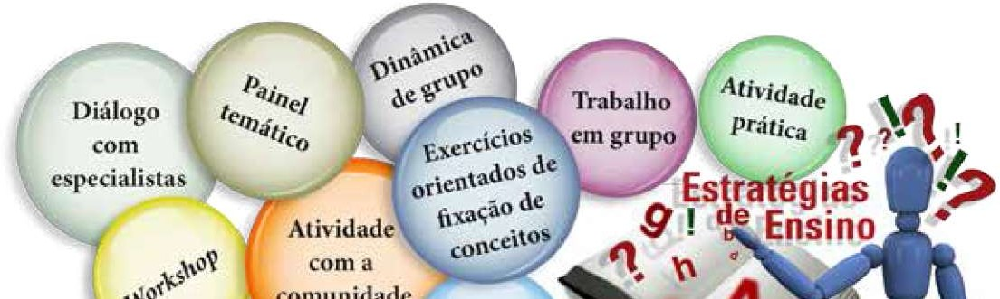 Diálogo
com
especialistas
Painel
temático
Dinâmica
de grupo
Exercícios
orientados de
fixação de
conceitos
Trabalho
em grupo
Atividade
prática
Workshop
Atividade
com a
comunidade
Estratégias
de Ensino
? ? ! ? ! ! ?
g !
b
d
? h